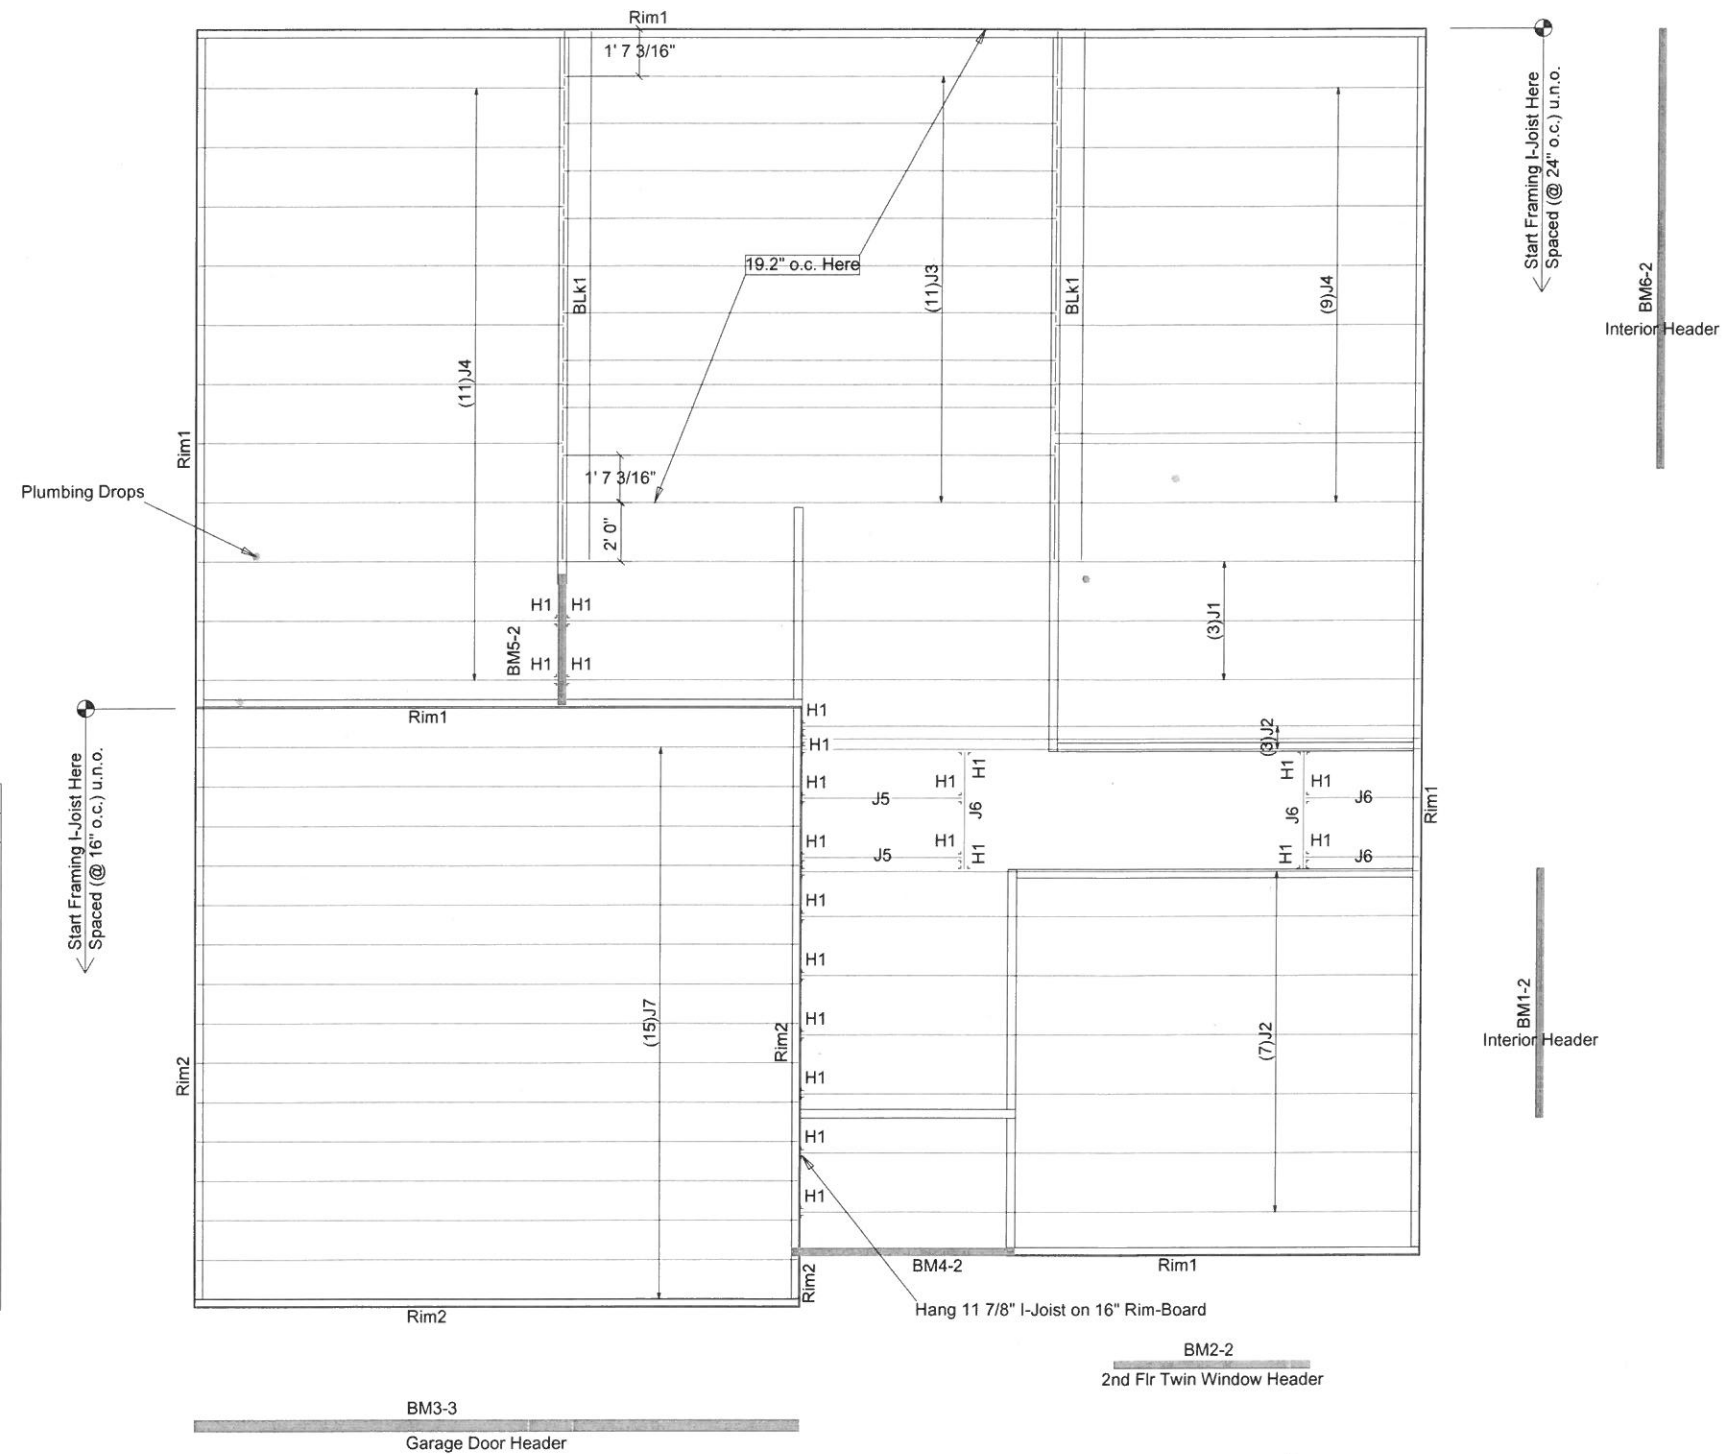 Rim1
1' 7 3/16"
Start Framing I-Joist Here
Spaced (@ 24" o.c.) u.n.o.
BM6-2
Interior Header
19.2" o.c. Here
BLk1
(11)J3
BLk1
(9)J4
(11)J4
Rim1
1' 7 3/16"
Plumbing Drops
2' 0"
H1
H1
BM5-2
H1
H1
(3)J1
Rim1
H1
H1
(3)J2
Start Framing I-Joist Here
Spaced (@ 16" o.c.) u.n.o.
H1
J5
H1
H1
J6
H1
H1
J6
J6
Rim1
H1
J5
H1
H1
H1
H1
J6
H1
H1
H1
H1
H1
H1
(15)J7
Rim2
Rim2
(7)J2
BM1-2
Interior Header
BM4-2
Rim1
Rim2
Rim2
Hang 11 7/8" I-Joist on 16" Rim-Board
BM2-2
2nd Flr Twin Window Header
BM3-3
Garage Door Header